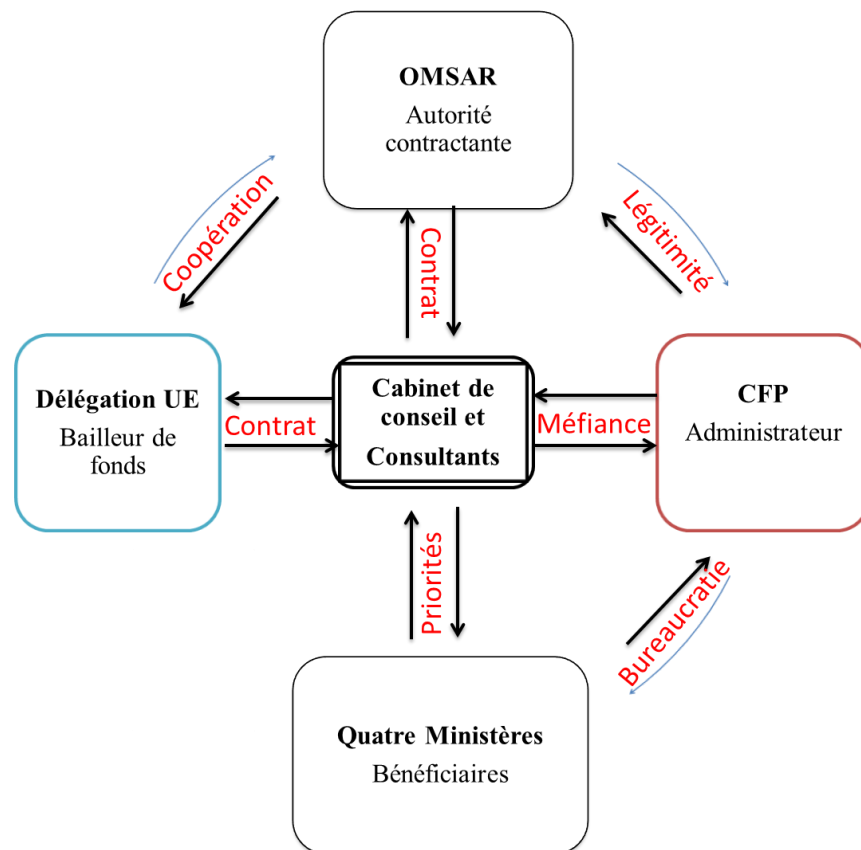 OMSAR
Autorité
contractante
Coopération
Légitimité
Contrat
Délégation UE
Bailleur de
fonds
Contrat
Cabinet de
conseil et
Consultants
Méfiance
CFP
Administrateur
Priorités
Bureaucratie
Quatre Ministères
Bénéficiaires